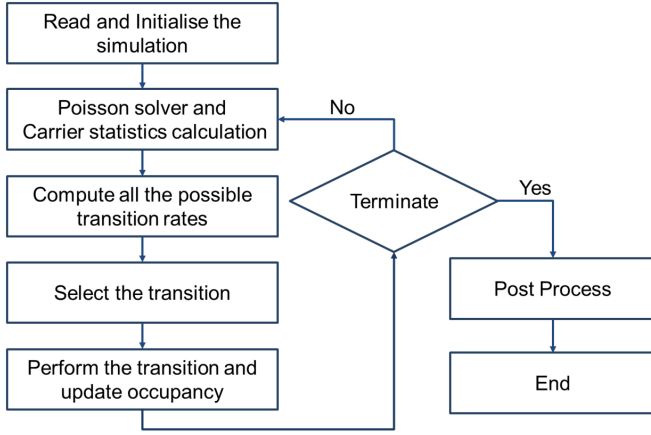 Read and Initialise the
simulation
Poisson solver and
Carrier statistics calculation
Compute all the possible
transition rates
Select the transition
Perform the transition and
update occupancy
No
Terminate
Yes
Post Process
End